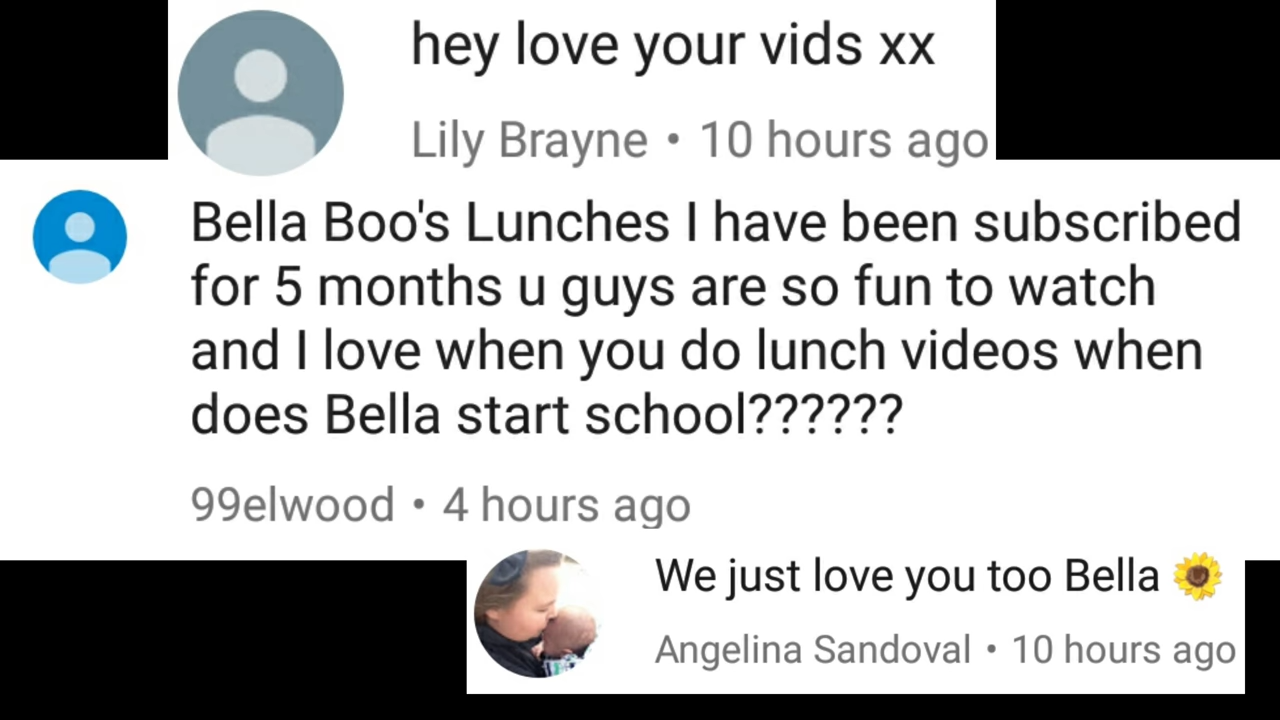 hey love your vids xx
Lily Brayne • 10 hours ago
Bella Boo's Lunches I have been subscribed
for 5 months u guys are so fun to watch
and I love when you do lunch videos when
does Bella start school??????
99elwood • 4 hours ago
We just love you too Bella 🌻
Angelina Sandoval • 10 hours ago